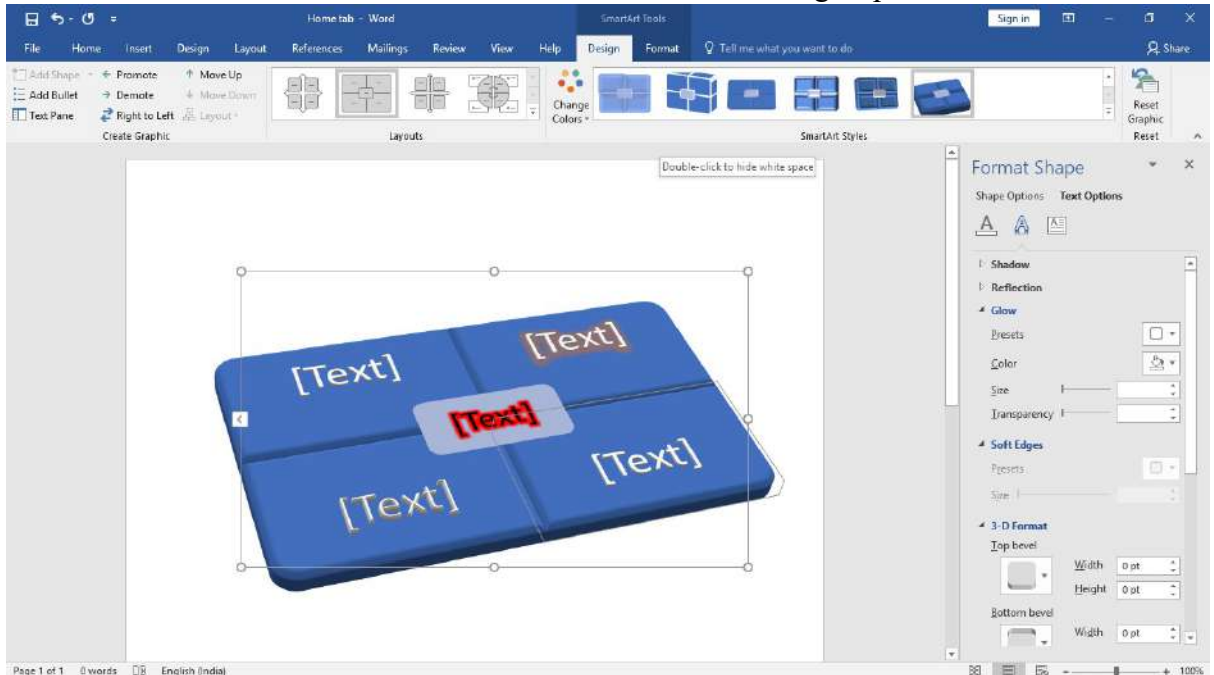 Home tab - Word
SmartArt Tools
Sign in
File Home Insert Design Layout References Mailings Review View Help Design Format Tell me what you want to do Share
Add Shape Promote Move Up
Add Bullet Demote Move Down
Text Pane Right to Left Layout
Change
Colors
Reset
Graphic
Create Graphic Layouts SmartArt Styles Reset
Double-click to hide white space
Format Shape
Shape Options Text Options
Shadow
Reflection
Glow
Presets
Color
Size
Transparency
Soft Edges
Presets
Size
3-D Format
Top bevel
Width 0 pt
Height 0 pt
Bottom bevel
Width 0 pt
[Text]
[Text]
[Text]
[Text]
[Text]
Page 1 of 1 0 words English (India) 100%